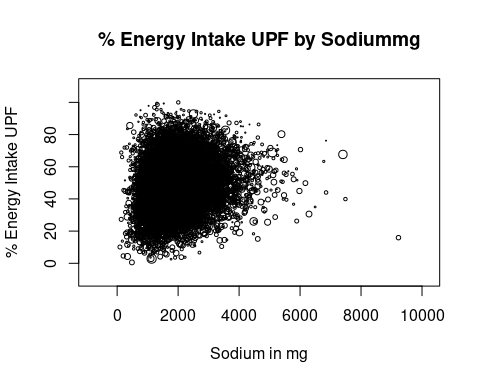 % Energy Intake UPF by Sodiummg
% Energy Intake UPF
80
60
40
20
0
0 2000 4000 6000 8000 10000
Sodium in mg